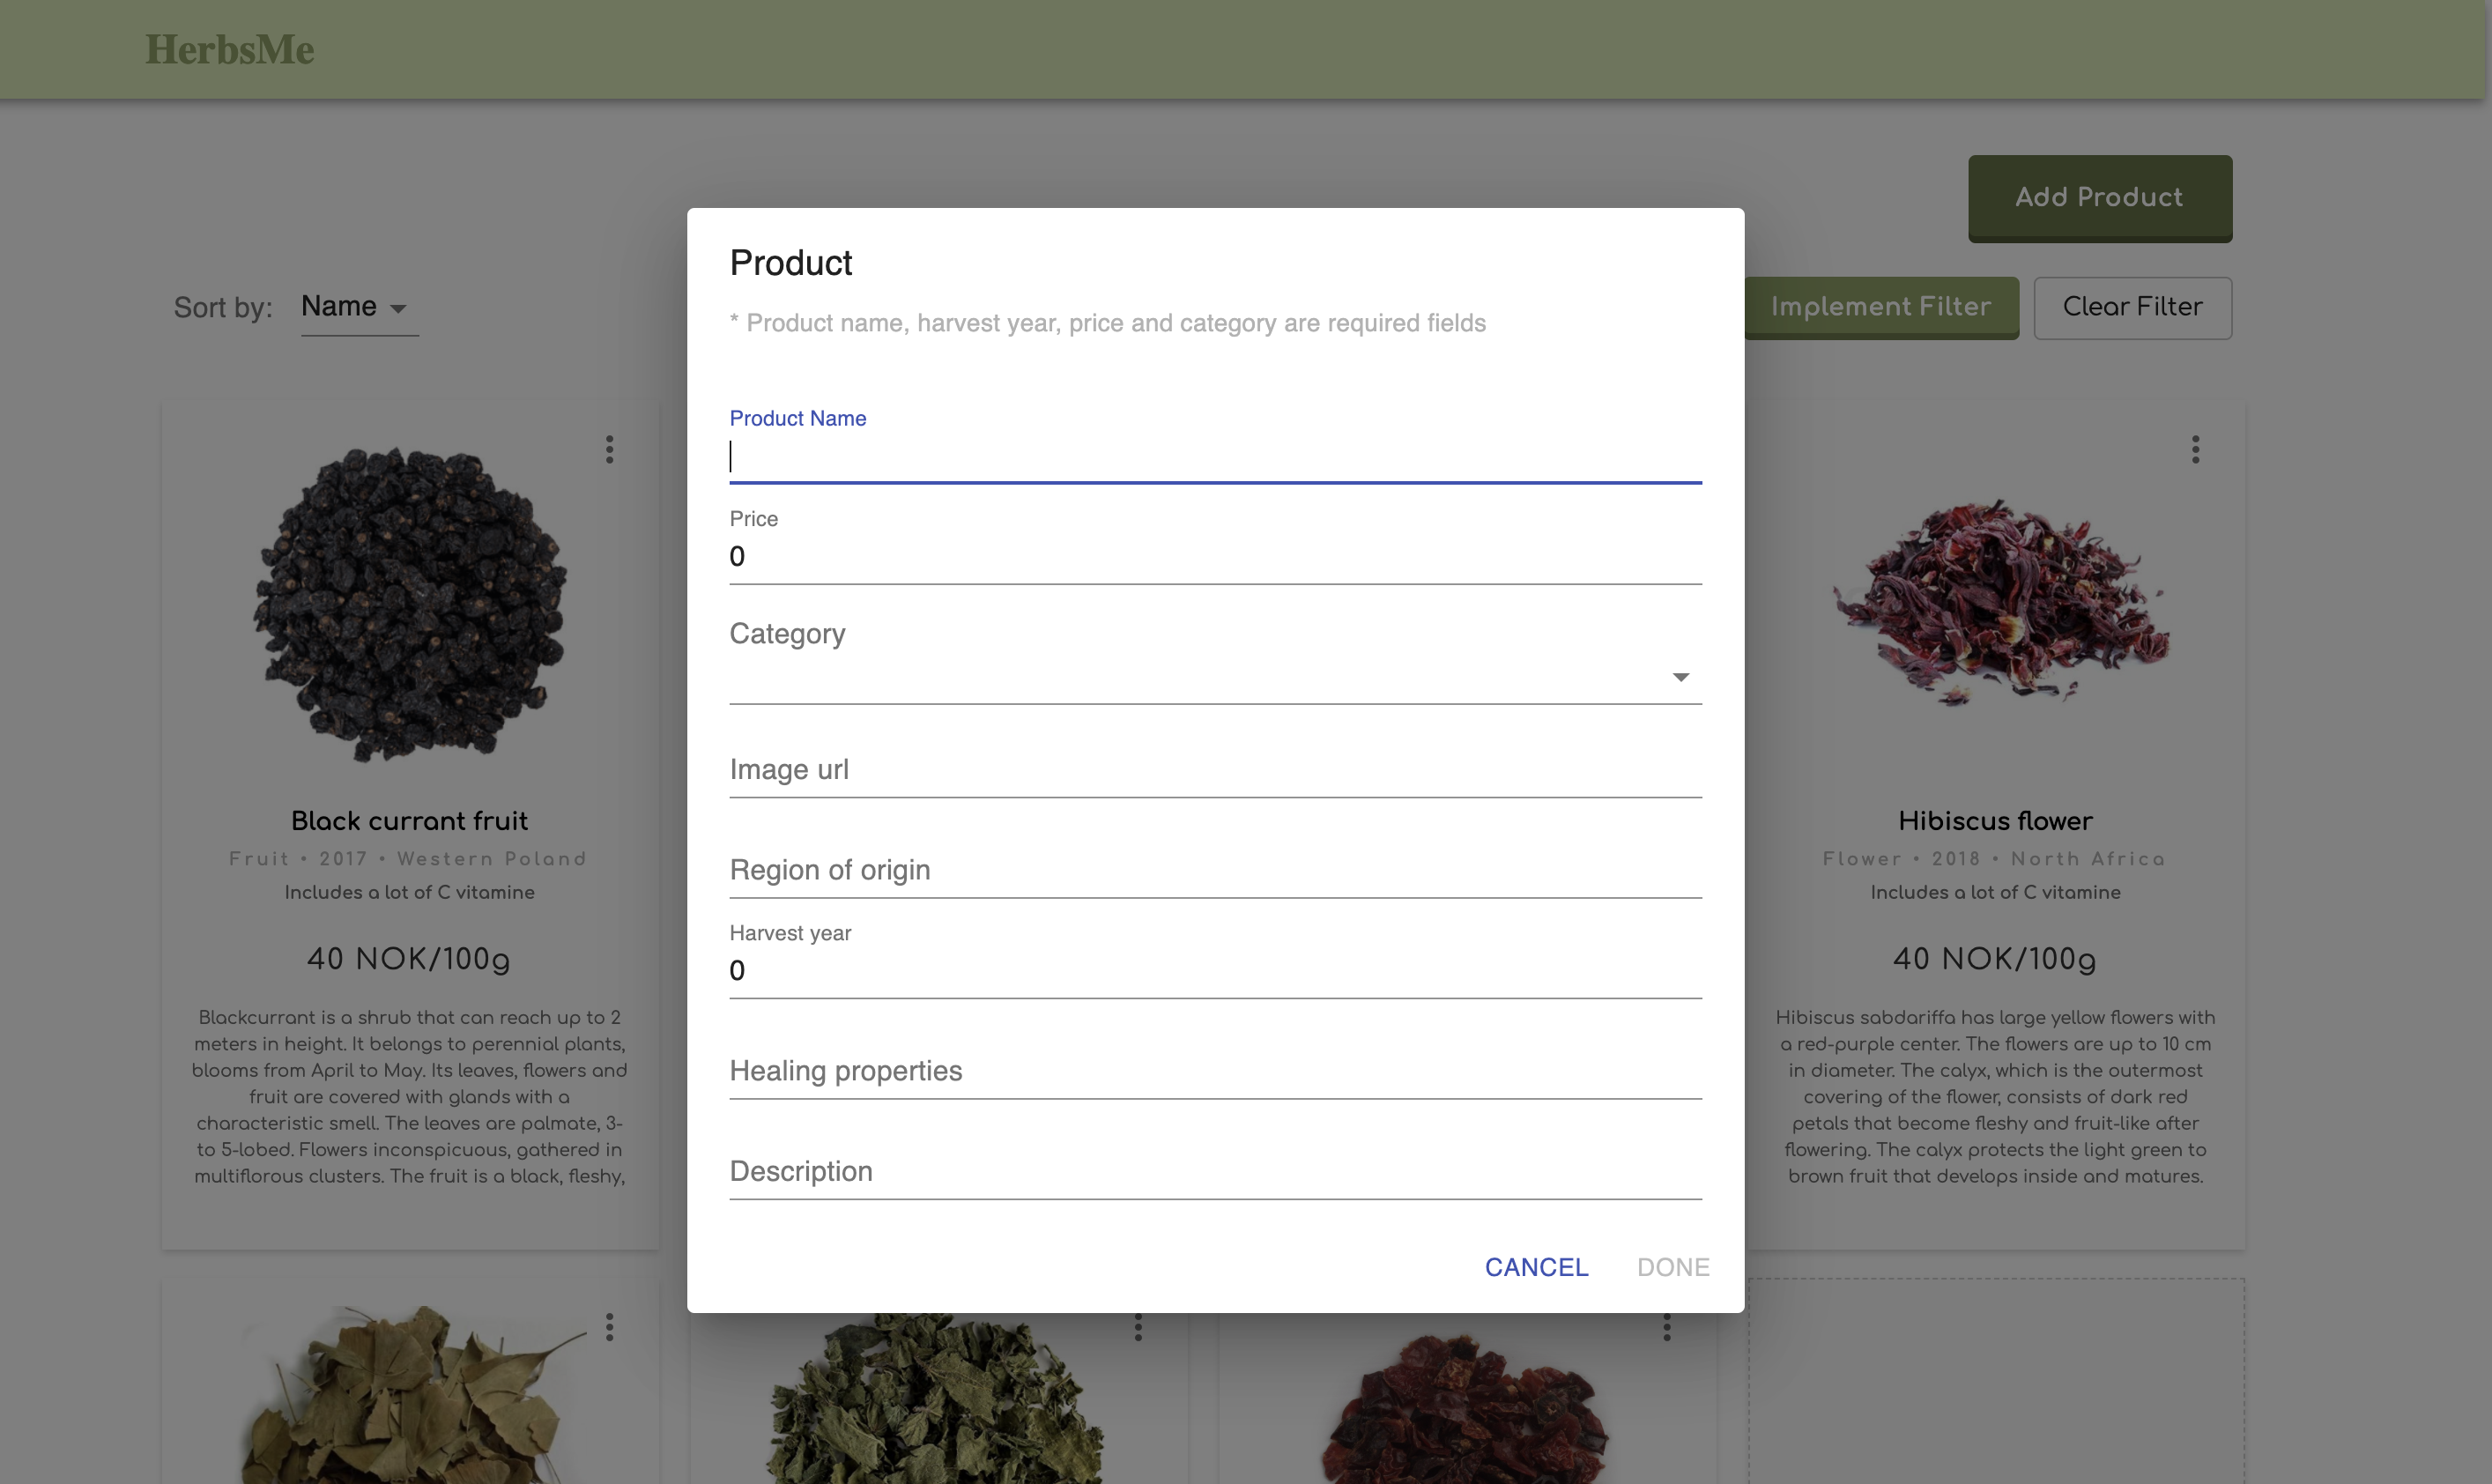 HerbsMe
Add Product
Sort by: Name
Implement Filter
Clear Filter
Product
* Product name, harvest year, price and category are required fields
Product Name
Price
0
Category
Image url
Region of origin
Harvest year
0
Healing properties
Description
CANCEL
DONE
Black currant fruit
Fruit • 2017 • Western Poland
Includes a lot of C vitamine
40 NOK/100g
Blackcurrant is a shrub that can reach up to 2
meters in height. It belongs to perennial plants,
blooms from April to May. Its leaves, flowers and
fruit are covered with glands with a
characteristic smell. The leaves are palmate, 3-
to 5-lobed. Flowers inconspicuous, gathered in
multiflorous clusters. The fruit is a black, fleshy,
Hibiscus flower
Flower • 2018 • North Africa
Includes a lot of C vitamine
40 NOK/100g
Hibiscus sabdariffa has large yellow flowers with
a red-purple center. The flowers are up to 10 cm
in diameter. The calyx, which is the outermost
covering of the flower, consists of dark red
petals that become fleshy and fruit-like after
flowering. The calyx protects the light green to
brown fruit that develops inside and matures.